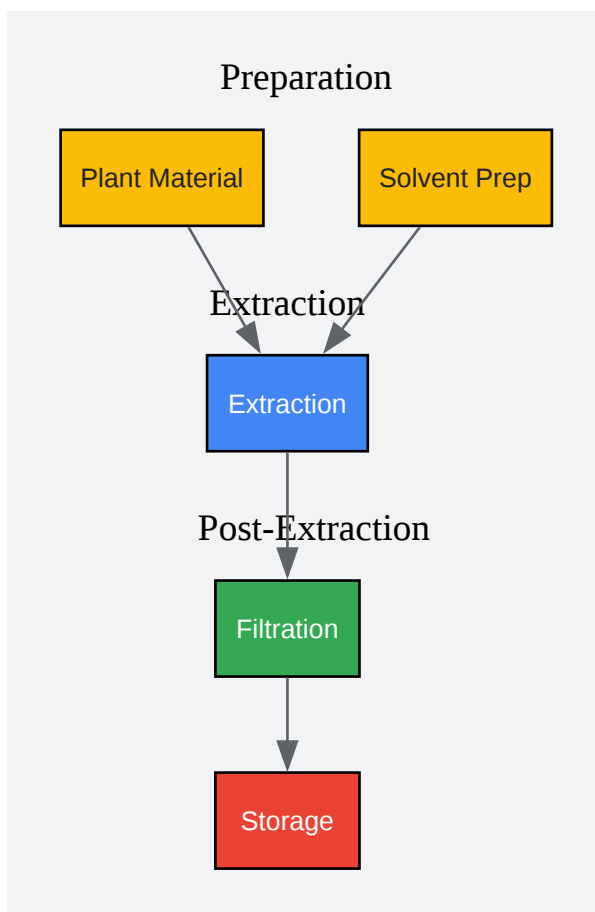 Preparation
Plant Material
Solvent Prep
Extraction
Extraction
Post-Extraction
Filtration
Storage